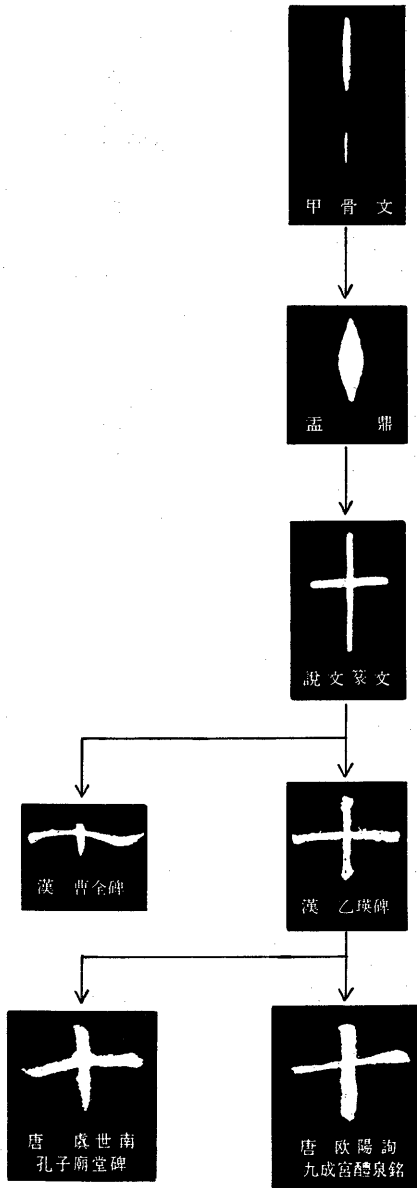 甲骨文
盂鼎
說文篆文
漢 曹全碑
漢 乙瑛碑
唐 虞世南
孔子廟堂碑
唐 欧陽詢
九成宮醴泉銘